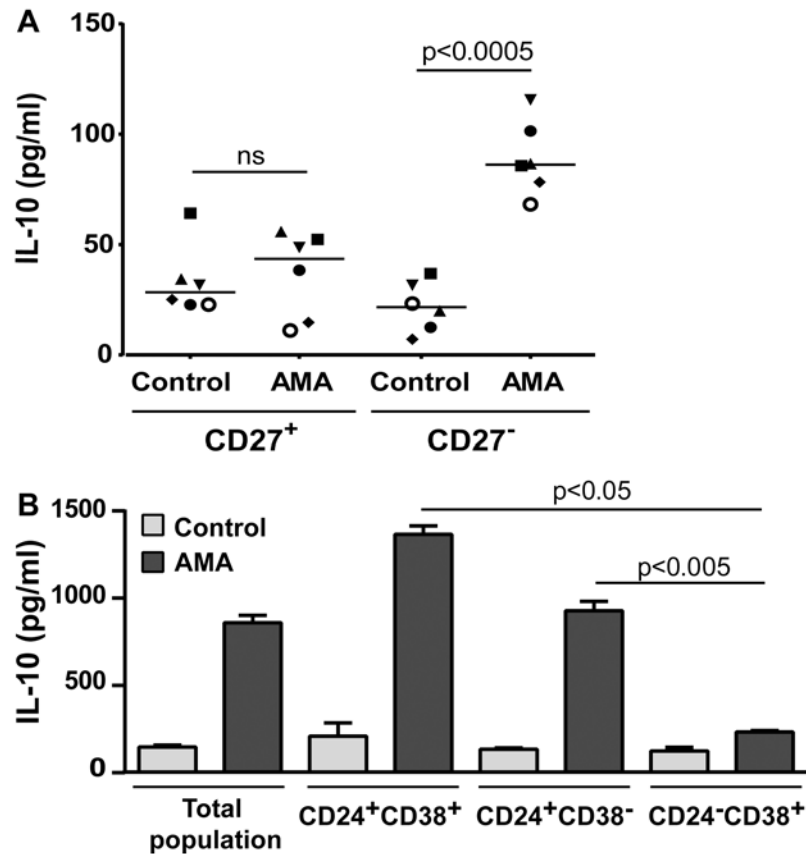 A
150
100
50
0
IL-10 (pg/ml)
ns
p<0.0005
Control AMA Control AMA
CD27⁺ CD27⁻
B
1500
1000
500
0
IL-10 (pg/ml)
Control
AMA
p<0.05
p<0.005
Total
population
CD24⁺CD38⁺ CD24⁺CD38⁻ CD24⁻CD38⁺